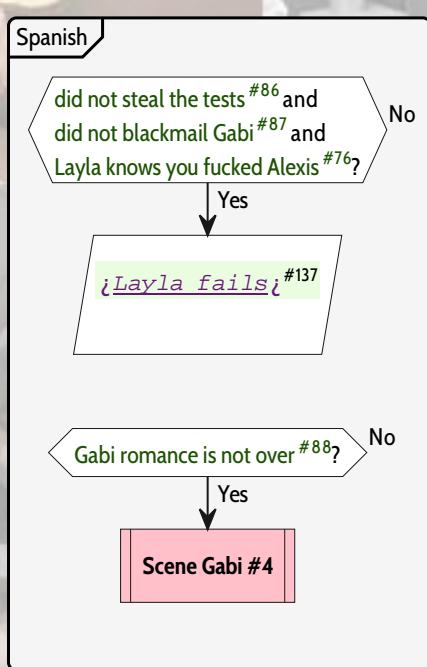 Spanish
did not steal the tests #86 and
did not blackmail Gabi #87 and
Layla knows you fucked Alexis #76?
No
Yes
¿Layla fails¿ #137
Gabi romance is not over #88?
No
Yes
Scene Gabi #4